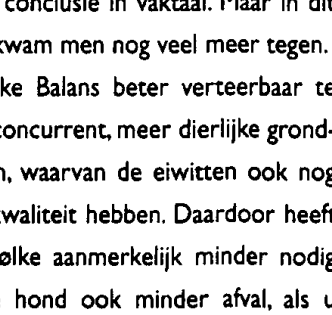 conclusie in vaktaal. Maar in dit
kwam men nog veel meer tegen.
ke Balans beter verteerbaar te
concurrent, meer dierlijke grond-
n, waarvan de eiwitten ook nog
kwaliteit hebben. Daardoor heeft
ølke aanmerkelijk minder nodig
hond ook minder afval, als u